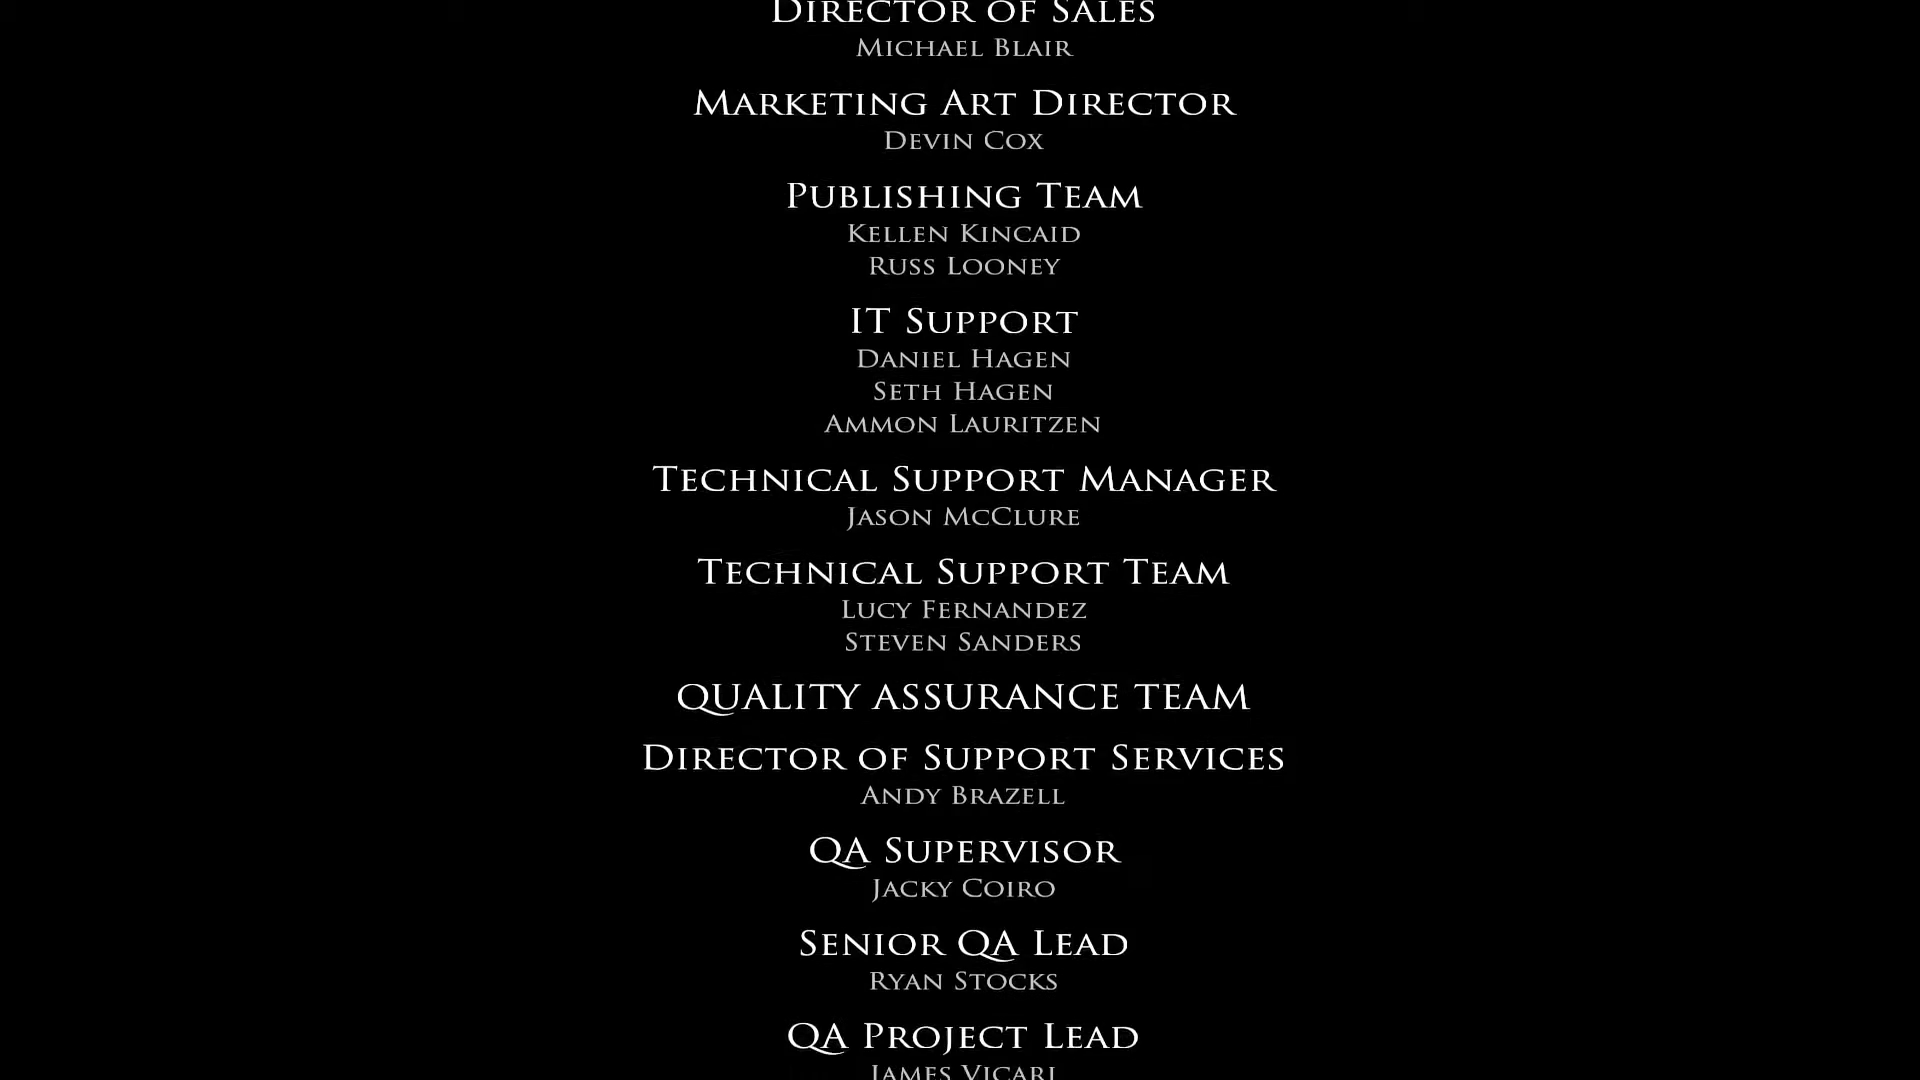 Director of Sales
Michael Blair
Marketing Art Director
Devin Cox
Publishing Team
Kellen Kincaid
Russ Looney
IT Support
Daniel Hagen
Seth Hagen
Ammon Lauritzen
Technical Support Manager
Jason McClure
Technical Support Team
Lucy Fernandez
Steven Sanders
QUALITY ASSURANCE TEAM
Director of Support Services
Andy Brazell
QA Supervisor
Jacky Coiro
Senior QA Lead
Ryan Stocks
QA Project Lead
James Vicari